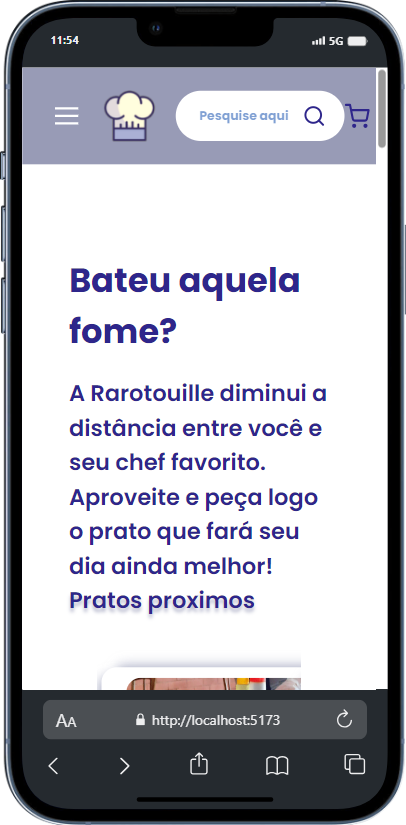 11:54
5G
Pesquise aqui
Bateu aquela
fome?
A Rarotouille diminui a
distância entre você e
seu chef favorito.
Aproveite e peça logo
o prato que fará seu
dia ainda melhor!
Pratos proximos
AA
http://localhost:5173